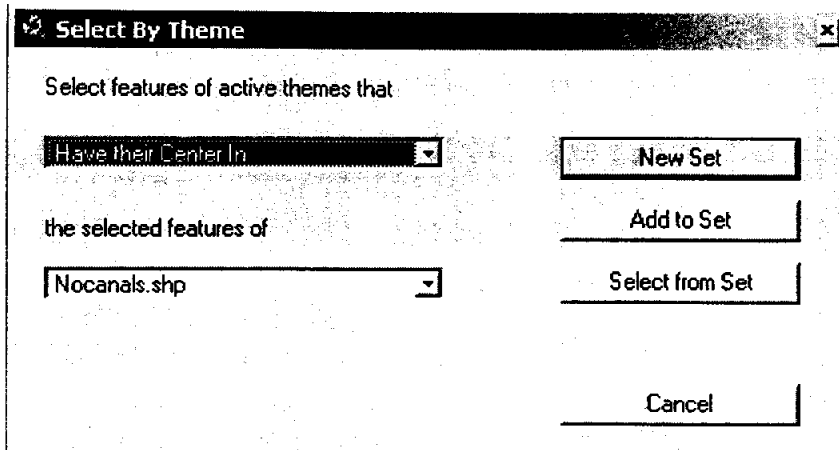 Select By Theme
Select features of active themes that
Have their Center In
New Set
the selected features of
Add to Set
Nocanals.shp
Select from Set
Cancel